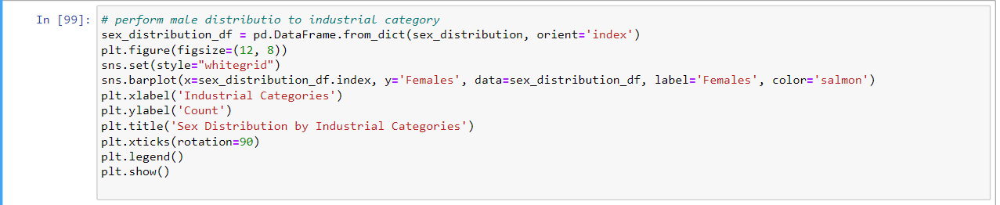 In [99]: # perform male distributio to industrial category
sex_distribution_df = pd.DataFrame.from_dict(sex_distribution, orient='index')
plt.figure(figsize=(12, 8))
sns.set(style="whitegrid")
sns.barplot(x=sex_distribution_df.index, y='Females', data=sex_distribution_df, label='Females', color='salmon')
plt.xlabel('Industrial Categories')
plt.ylabel('Count')
plt.title('Sex Distribution by Industrial Categories')
plt.xticks(rotation=90)
plt.legend()
plt.show()